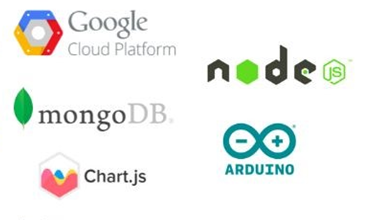 Google
Cloud Platform
node
JS
mongoDB®
ARDUINO
Chart.js